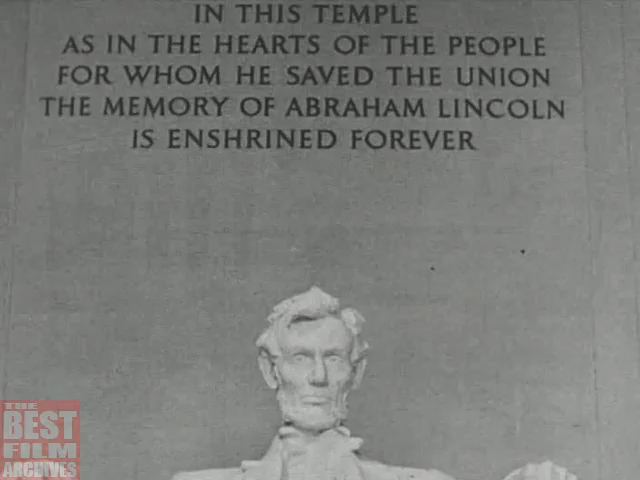 IN THIS TEMPLE
AS IN THE HEARTS OF THE PEOPLE
FOR WHOM HE SAVED THE UNION
THE MEMORY OF ABRAHAM LINCOLN
IS ENSHRINED FOREVER
THE
BEST
FILM
ARCHIVES